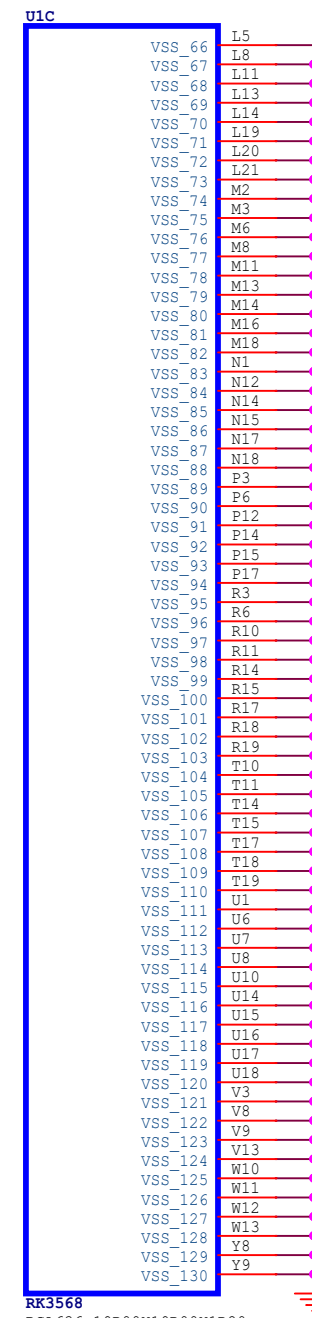 U1C
VSS_66 L5
VSS_67 L8
VSS_68 L11
VSS_69 L13
VSS_70 L14
VSS_71 L19
VSS_72 L20
VSS_73 L21
VSS_74 M2
VSS_75 M3
VSS_76 M6
VSS_77 M8
VSS_78 M11
VSS_79 M13
VSS_80 M14
VSS_81 M16
VSS_82 M18
VSS_83 N1
VSS_84 N12
VSS_85 N14
VSS_86 N15
VSS_87 N17
VSS_88 N18
VSS_89 P3
VSS_90 P6
VSS_91 P12
VSS_92 P14
VSS_93 P15
VSS_94 P17
VSS_95 R3
VSS_96 R6
VSS_97 R10
VSS_98 R11
VSS_99 R14
VSS_100 R15
VSS_101 R17
VSS_102 R18
VSS_103 R19
VSS_104 T10
VSS_105 T11
VSS_106 T14
VSS_107 T15
VSS_108 T17
VSS_109 T18
VSS_110 T19
VSS_111 U1
VSS_112 U6
VSS_113 U7
VSS_114 U8
VSS_115 U10
VSS_116 U14
VSS_117 U15
VSS_118 U16
VSS_119 U17
VSS_120 U18
VSS_121 V3
VSS_122 V8
VSS_123 V9
VSS_124 V13
VSS_125 W10
VSS_126 W11
VSS_127 W12
VSS_128 W13
VSS_129 Y8
VSS_130 Y9
RK3568